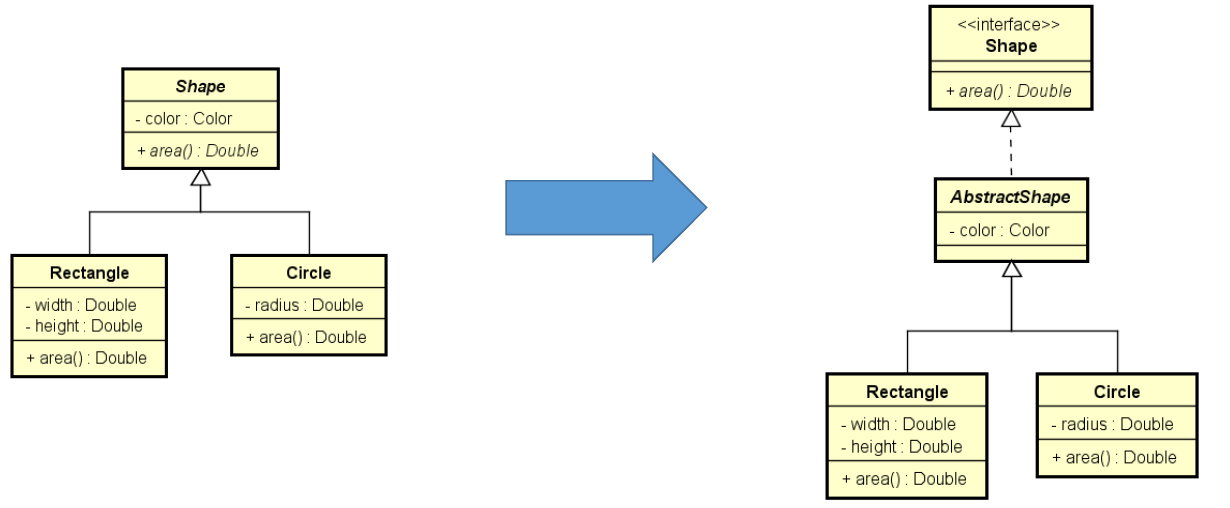 Shape
- color : Color
+ area() : Double
Rectangle
- width : Double
- height : Double
+ area() : Double
Circle
- radius : Double
+ area() : Double
<<interface>>
Shape
+ area() : Double
AbstractShape
- color : Color
Rectangle
- width : Double
- height : Double
+ area() : Double
Circle
- radius : Double
+ area() : Double